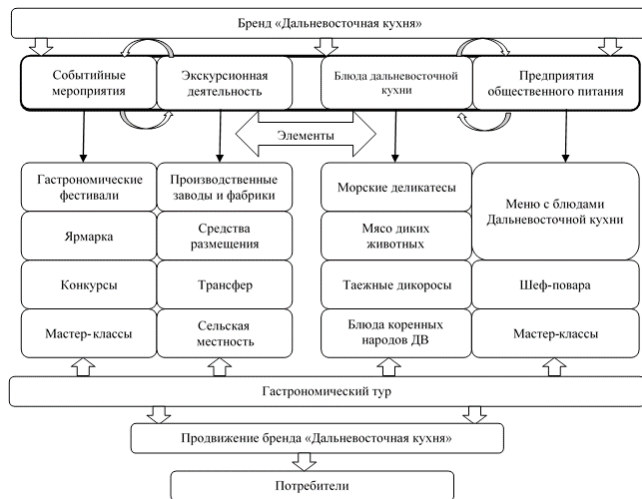 Бренд «Дальневосточная кухня»
Событийные
мероприятия
Экскурсионная
деятельность
Блюда дальневосточной
кухни
Предприятия
общественного питания
Элементы
Гастрономические
фестивали
Производственные
заводы и фабрики
Морские деликатесы
Меню с блюдами
Дальневосточной кухни
Ярмарка
Средства
размещения
Мясо диких
животных
Конкурсы
Трансфер
Таежные дикоросы
Шеф-повара
Мастер-классы
Сельская
местность
Блюда коренных
народов ДВ
Мастер-классы
Гастрономический тур
Продвижение бренда «Дальневосточная кухня»
Потребители